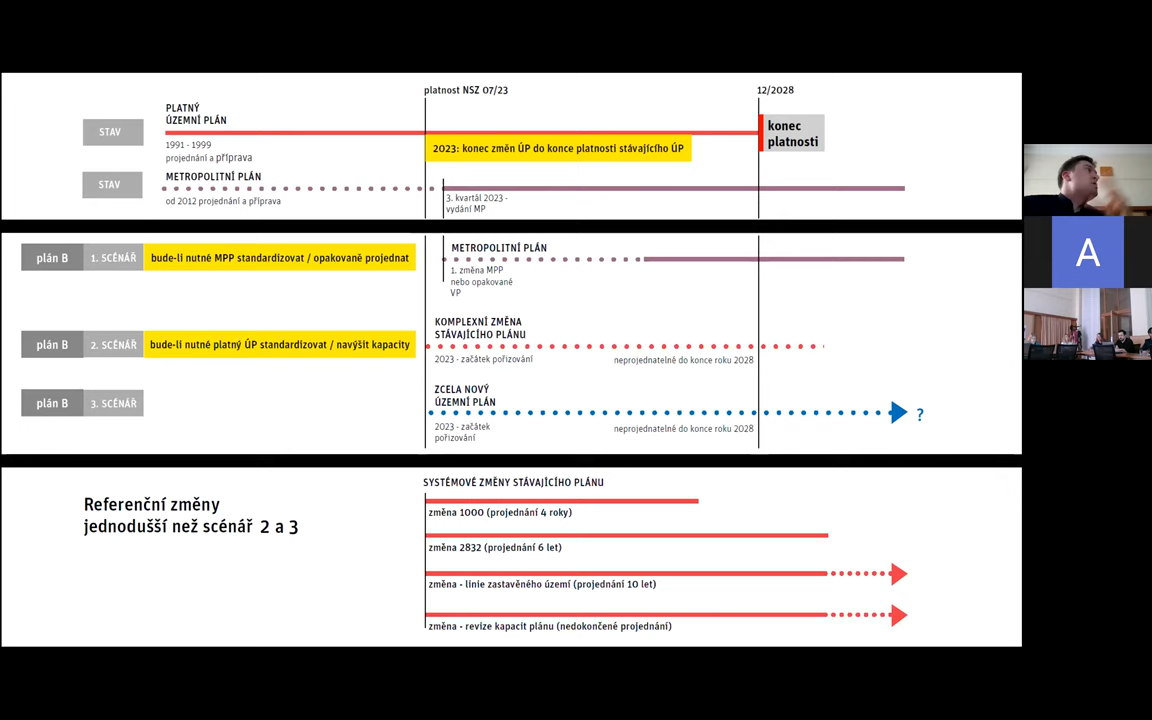 platnost NSZ 07/23
12/2028
STAV
PLATNÝ
ÚZEMNÍ PLÁN
1991 - 1999
projednání a příprava
2023: konec změn ÚP do konce platnosti stávajícího ÚP
konec
platnosti
STAV
METROPOLITNÍ PLÁN
od 2012 projednání a příprava
3. kvartál 2023 -
vydání MP
plán B
1. SCÉNÁŘ
bude-li nutné MPP standardizovat / opakovaně projednat
METROPOLITNÍ PLÁN
1. změna MPP
nebo opakované
VP
plán B
2. SCÉNÁŘ
bude-li nutné platný ÚP standardizovat / navýšit kapacity
KOMPLEXNÍ ZMĚNA
STÁVAJÍCÍHO PLÁNU
2023 - začátek pořizování
neprojednatelné do konce roku 2028
plán B
3. SCÉNÁŘ
ZCELA NOVÝ
ÚZEMNÍ PLÁN
2023 - začátek
pořizování
neprojednatelné do konce roku 2028
?
Referenční změny
jednodušší než scénář 2 a 3
SYSTÉMOVÉ ZMĚNY STÁVAJÍCÍHO PLÁNU
změna 1000 (projednání 4 roky)
změna 2832 (projednání 6 let)
změna - linie zastavěného území (projednání 10 let)
změna - revize kapacit plánu (nedokončené projednání)
A